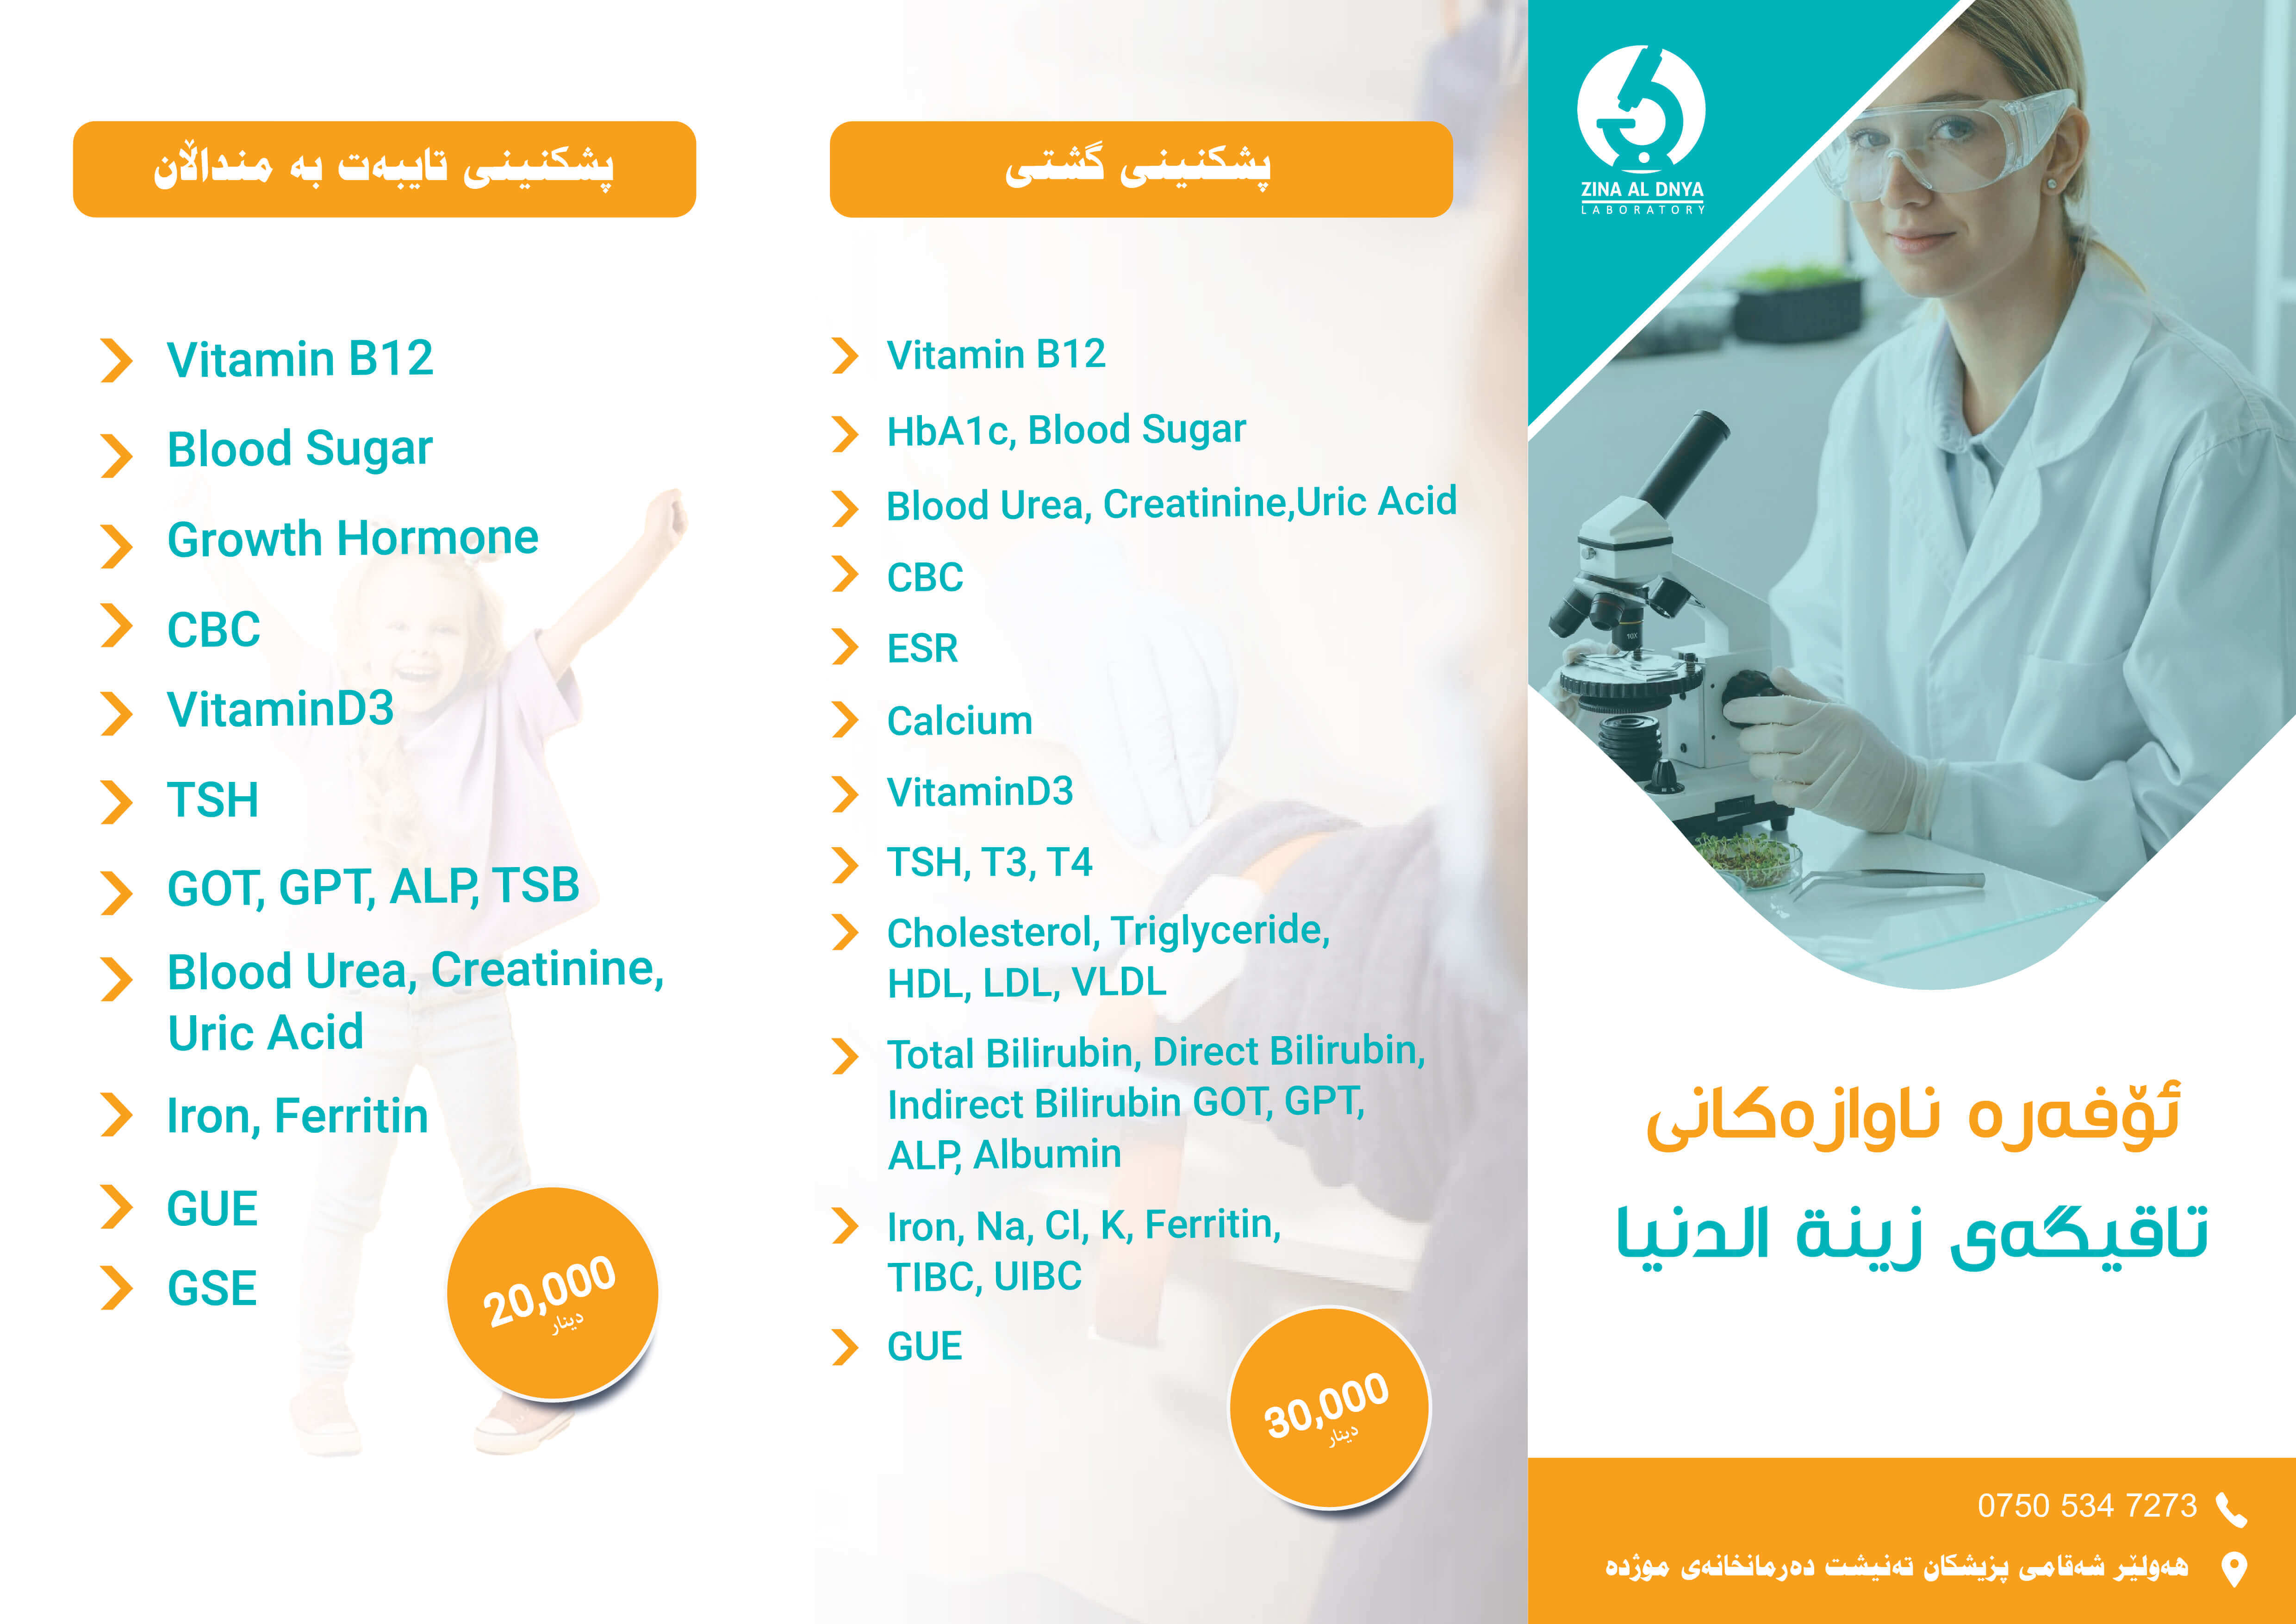 پشکنینی تایبەت بە منداڵان
Vitamin B12
Blood Sugar
Growth Hormone
CBC
VitaminD3
TSH
GOT, GPT, ALP, TSB
Blood Urea, Creatinine,
Uric Acid
Iron, Ferritin
GUE
GSE
20,000
دینار
پشکنینی گشتی
Vitamin B12
HbA1c, Blood Sugar
Blood Urea, Creatinine,Uric Acid
CBC
ESR
Calcium
VitaminD3
TSH, T3, T4
Cholesterol, Triglyceride,
HDL, LDL, VLDL
Total Bilirubin, Direct Bilirubin,
Indirect Bilirubin GOT, GPT,
ALP, Albumin
Iron, Na, Cl, K, Ferritin,
TIBC, UIBC
GUE
30,000
دینار
ZINA AL DNYA
LABORATORY
10X
ئۆفەرە ناوازەکانی
تاقیگەی زینة الدنیا
0750 534 7273
هەولێر شەقامی پزیشکان تەنیشت دەرمانخانەی موژدە